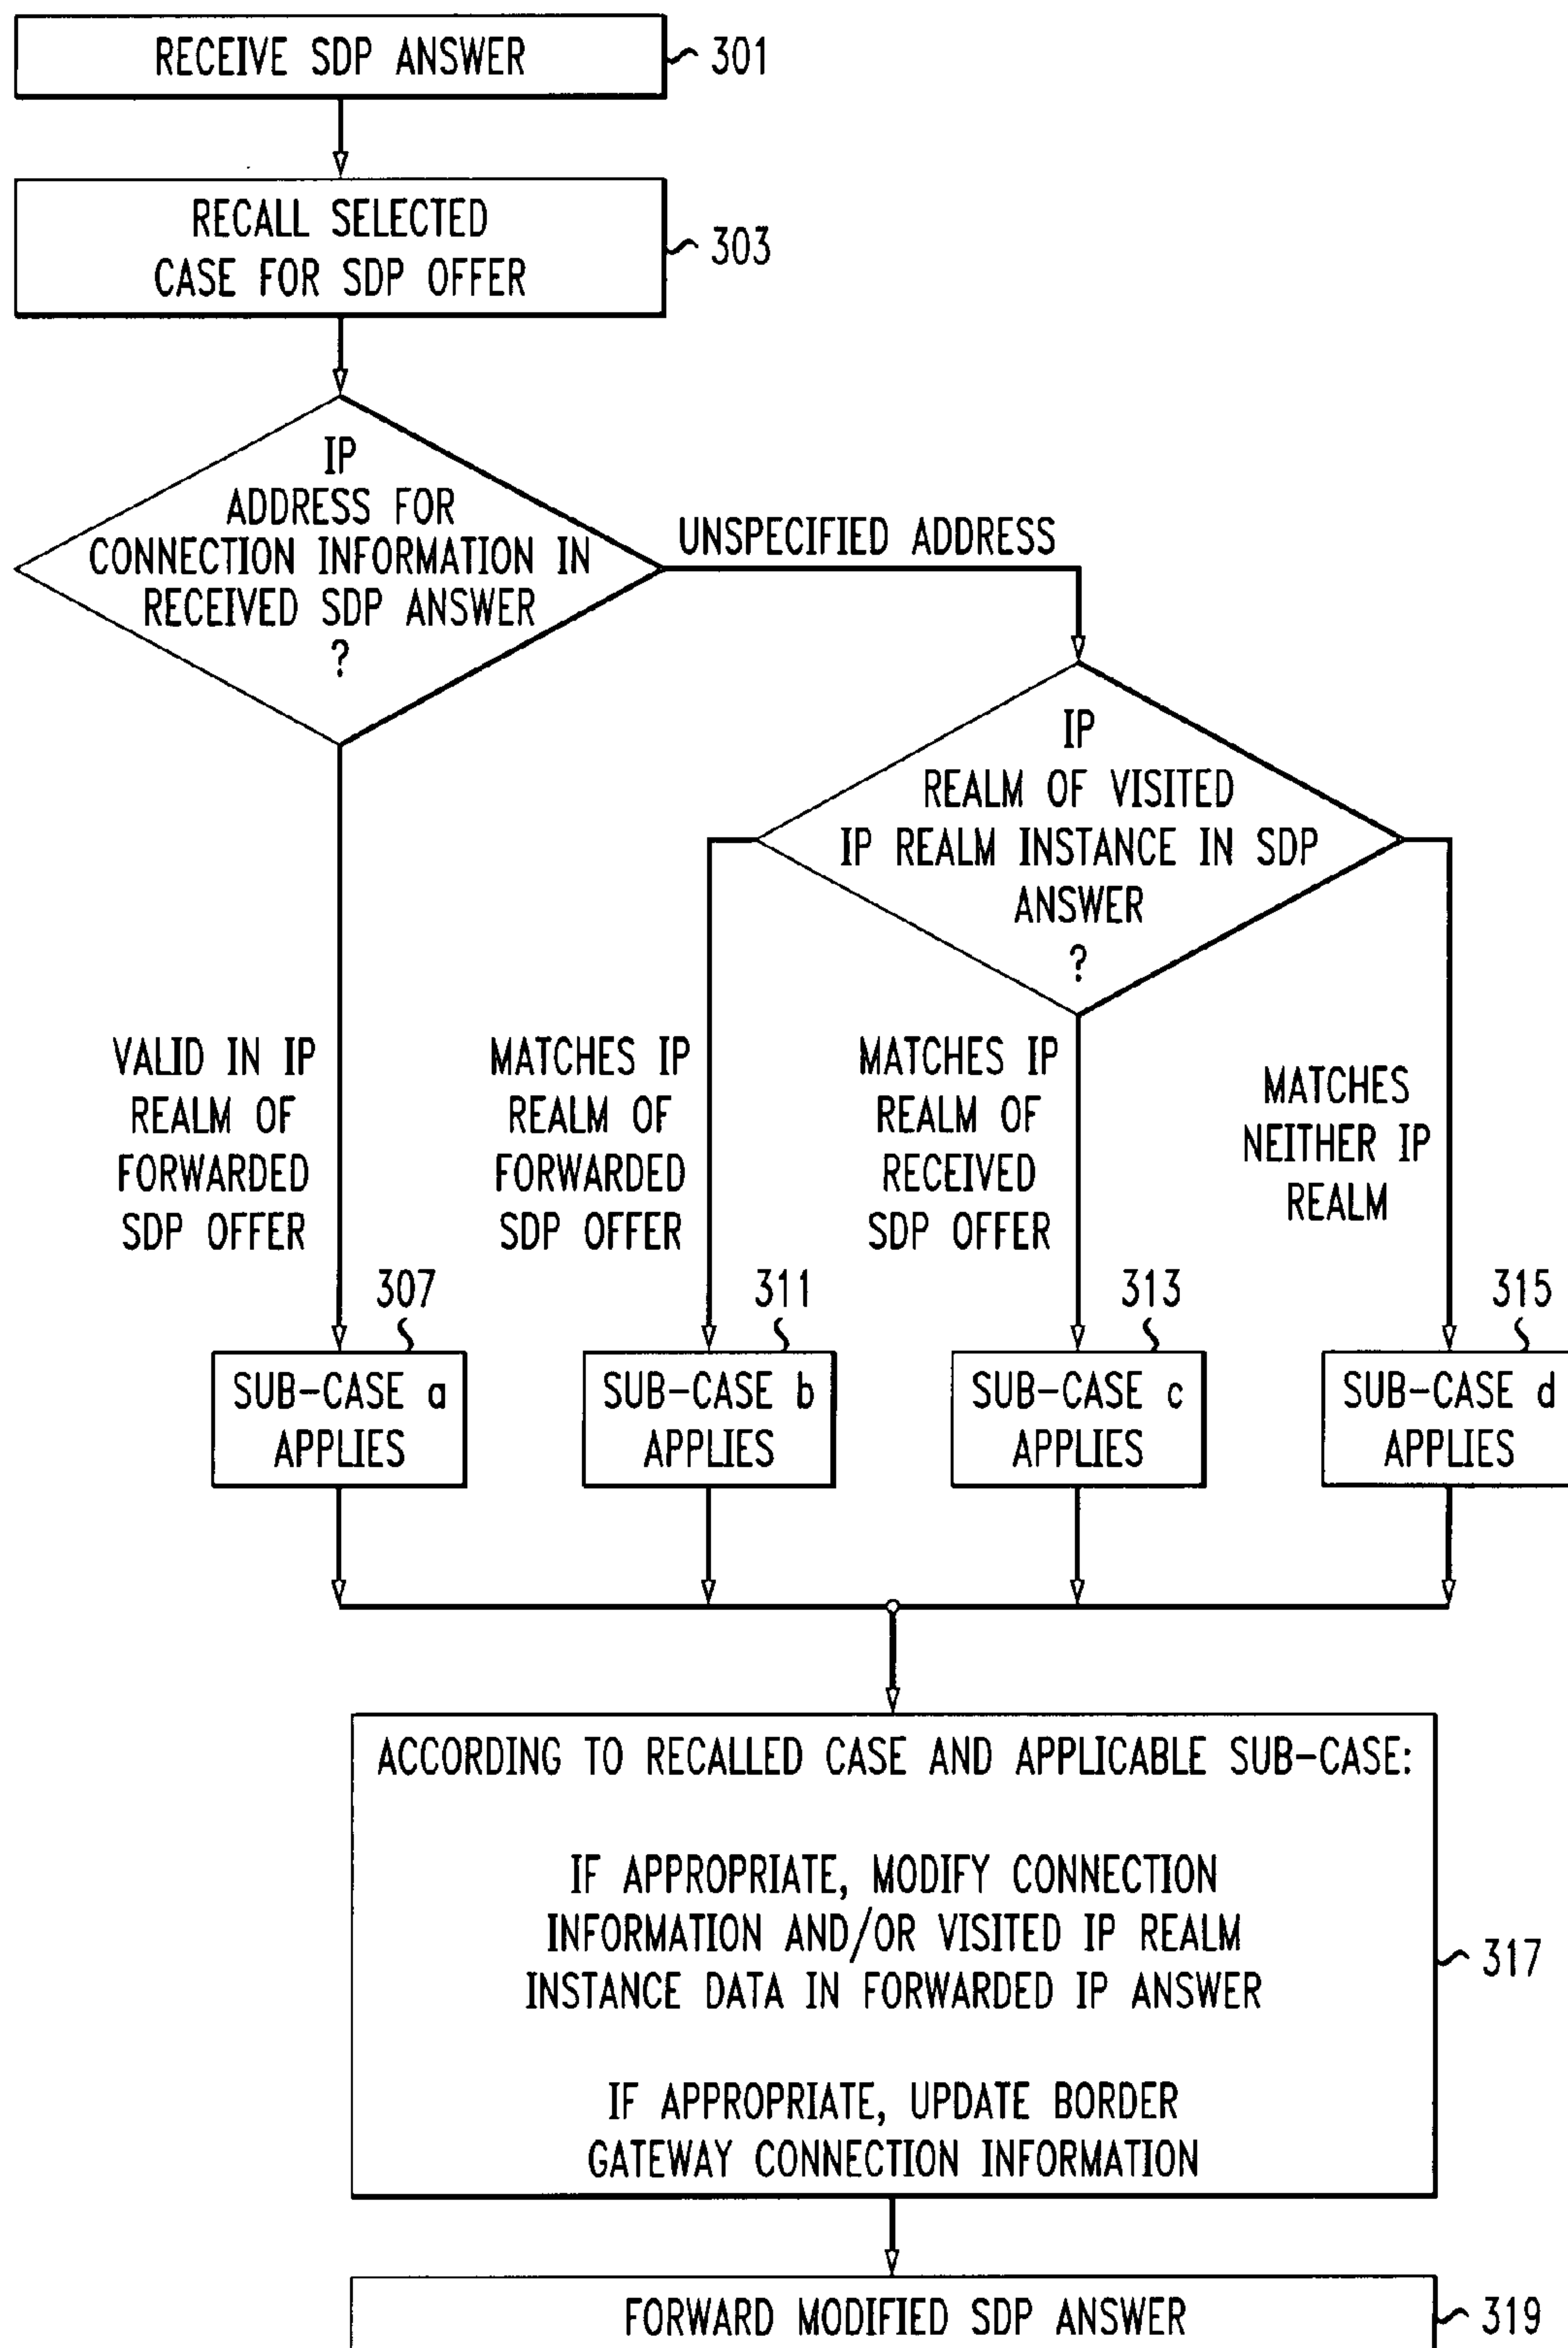 RECEIVE SDP ANSWER
301
RECALL SELECTED
CASE FOR SDP OFFER
303
IP
ADDRESS FOR
CONNECTION INFORMATION IN
RECEIVED SDP ANSWER
?
UNSPECIFIED ADDRESS
IP
REALM OF VISITED
IP REALM INSTANCE IN SDP
ANSWER
?
VALID IN IP
REALM OF
FORWARDED
SDP OFFER
MATCHES IP
REALM OF
FORWARDED
SDP OFFER
MATCHES IP
REALM OF
RECEIVED
SDP OFFER
MATCHES
NEITHER IP
REALM
307
SUB-CASE a
APPLIES
311
SUB-CASE b
APPLIES
313
SUB-CASE c
APPLIES
315
SUB-CASE d
APPLIES
ACCORDING TO RECALLED CASE AND APPLICABLE SUB-CASE:
IF APPROPRIATE, MODIFY CONNECTION
INFORMATION AND/OR VISITED IP REALM
INSTANCE DATA IN FORWARDED IP ANSWER
IF APPROPRIATE, UPDATE BORDER
GATEWAY CONNECTION INFORMATION
317
FORWARD MODIFIED SDP ANSWER
319